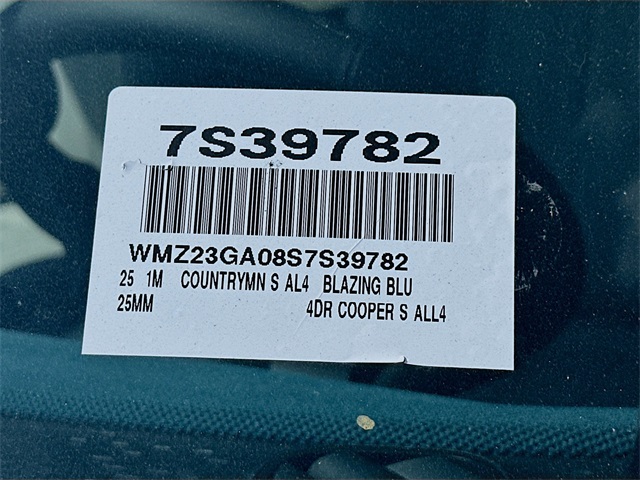 7S39782
WMZ23GA08S7S39782
25 1M COUNTRYMN S AL4 BLAZING BLU
25MM 4DR COOPER S ALL4